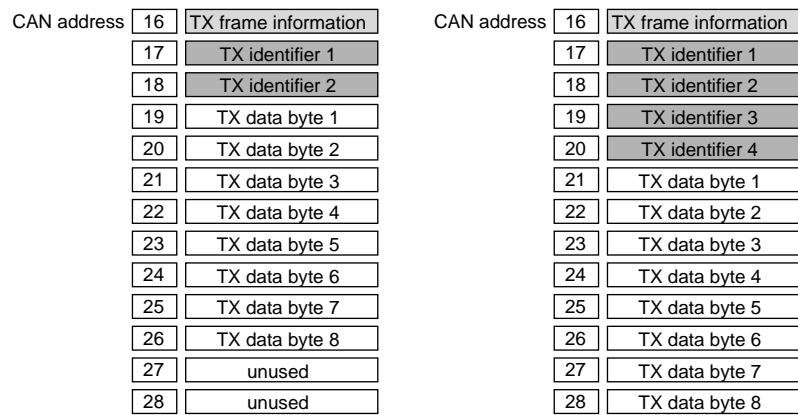 CAN address 16 TX frame information
17 TX identifier 1
18 TX identifier 2
19 TX data byte 1
20 TX data byte 2
21 TX data byte 3
22 TX data byte 4
23 TX data byte 5
24 TX data byte 6
25 TX data byte 7
26 TX data byte 8
27 unused
28 unused
CAN address 16 TX frame information
17 TX identifier 1
18 TX identifier 2
19 TX identifier 3
20 TX identifier 4
21 TX data byte 1
22 TX data byte 2
23 TX data byte 3
24 TX data byte 4
25 TX data byte 5
26 TX data byte 6
27 TX data byte 7
28 TX data byte 8